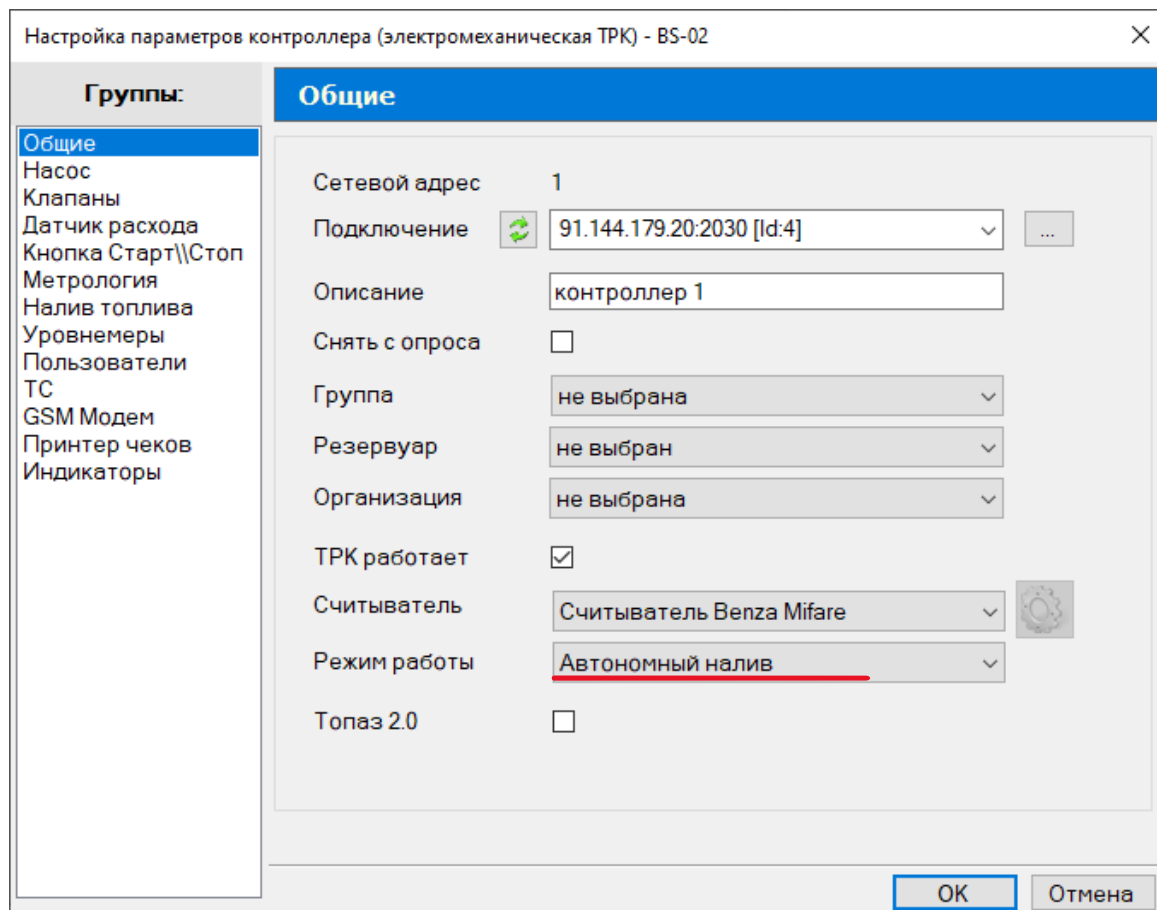 Настройка параметров контроллера (электромеханическая ТРК) - BS-02
Группы:
Общие
Насос
Клапаны
Датчик расхода
Кнопка Старт\\Стоп
Метрология
Налив топлива
Уровнемеры
Пользователи
ТС
GSM Модем
Принтер чеков
Индикаторы
Общие
Сетевой адрес 1
Подключение 91.144.179.20:2030 [Id:4] ...
Описание контроллер 1
Снять с опроса
Группа не выбрана
Резервуар не выбран
Организация не выбрана
ТРК работает
Считыватель Считыватель Benza Mifare
Режим работы Автономный налив
Топаз 2.0
OK Отмена